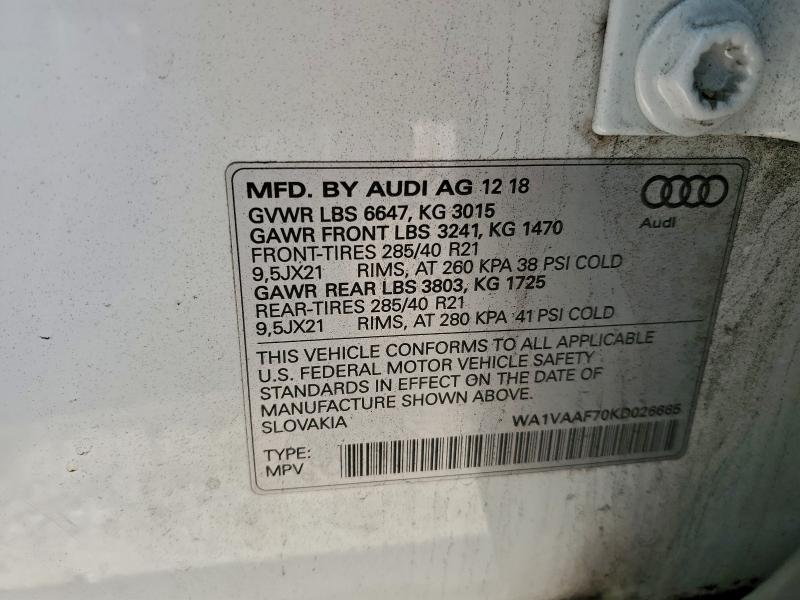 MFD. BY AUDI AG 12 18
GVWR LBS 6647, KG 3015
GAWR FRONT LBS 3241, KG 1470
FRONT-TIRES 285/40 R21
9,5JX21 RIMS, AT 260 KPA 38 PSI COLD
GAWR REAR LBS 3803, KG 1725
REAR-TIRES 285/40 R21
9,5JX21 RIMS, AT 280 KPA 41 PSI COLD
Audi
THIS VEHICLE CONFORMS TO ALL APPLICABLE
U.S. FEDERAL MOTOR VEHICLE SAFETY
STANDARDS IN EFFECT ON THE DATE OF
MANUFACTURE SHOWN ABOVE.
SLOVAKIA
WA1VAAF70KD026665
TYPE:
MPV